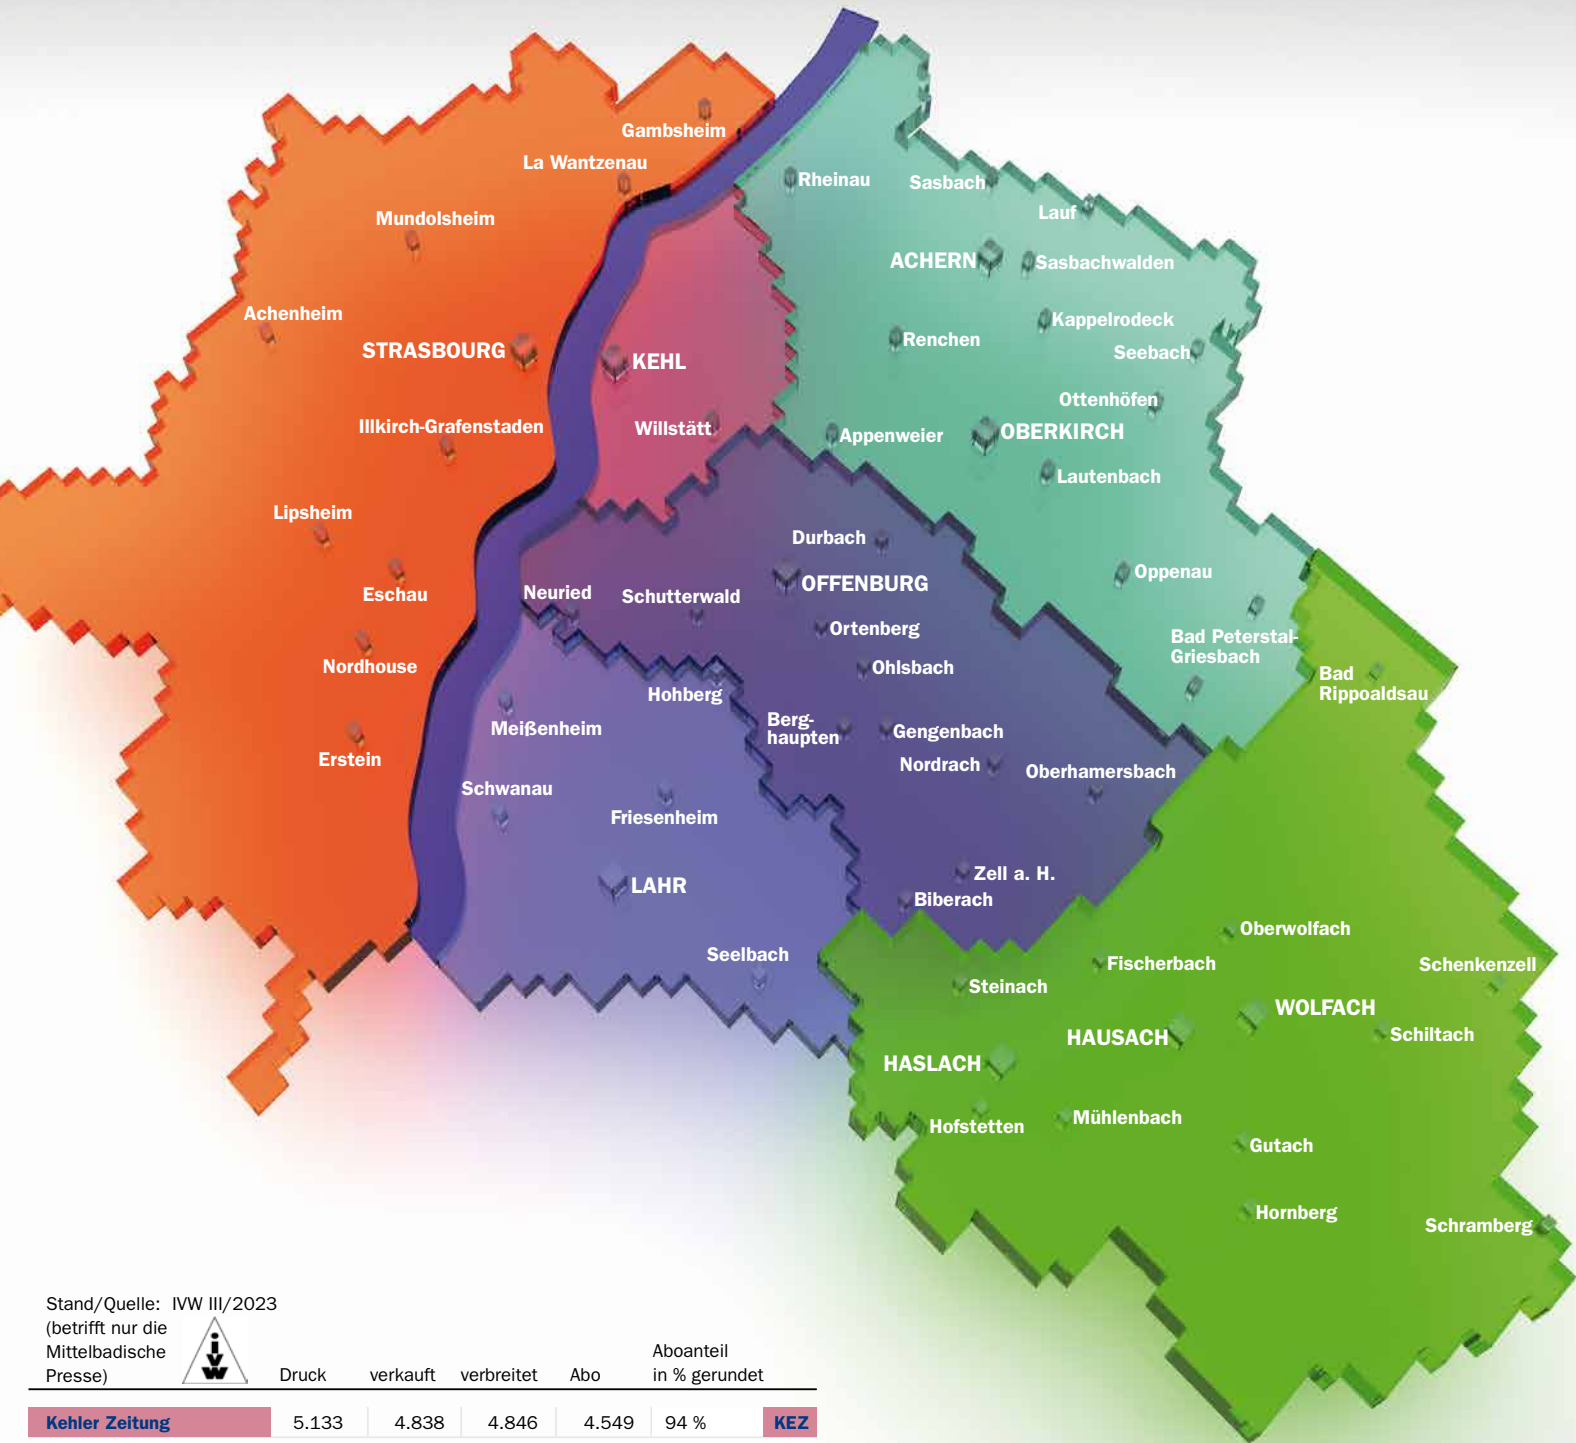 Gambsheim
La Wantzenau
Rheinau
Sasbach
Lauf
Mundolsheim
ACHERN
Sasbachwalden
Achenheim
Kappelrodeck
Renchen
STRASBOURG
KEHL
Seebach
Ottenhöfen
Illkirch-Grafenstaden
Willstätt
Appenweier
OBERKIRCH
Lautenbach
Lipsheim
Durbach
Oppenau
OFFENBURG
Eschau
Neuried
Schutterwald
Ortenberg
Bad Peterstal-
Griesbach
Nordhouse
Ohlsbach
Bad
Rippoaldsau
Hohberg
Meißenheim
Berg-
haupten
Gengenbach
Erstein
Nordrach
Oberhamersbach
Schwanau
Friesenheim
LAHR
Zell a. H.
Biberach
Oberwolfach
Seelbach
Fischerbach
Schenkenzell
Steinach
WOLFACH
HAUSACH
Schiltach
HASLACH
Hofstetten
Mühlenbach
Gutach
Hornberg
Schramberg
Stand/Quelle: IVW III/2023
(betrifft nur die
Mittelbadische
Presse)
iVW
Druck verkauft verbreitet Abo Aboanteil
in % gerundet
Kehler Zeitung 5.133 4.838 4.846 4.549 94 % KEZ